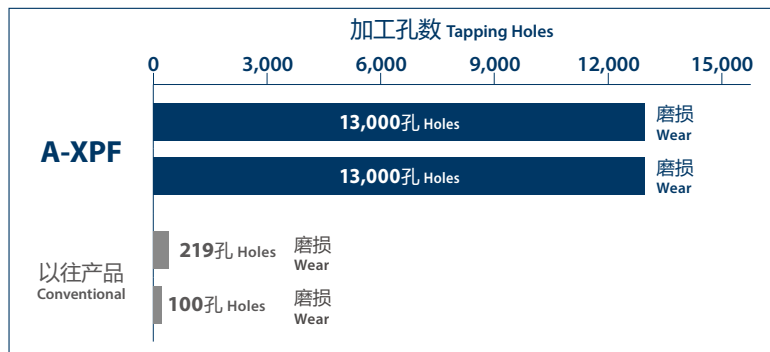 加工孔数 Tapping Holes
0 3,000 6,000 9,000 12,000 15,000
A-XPF
13,000孔 Holes
磨损
Wear
13,000孔 Holes
磨损
Wear
以往产品
Conventional
219孔 Holes
磨损
Wear
100孔 Holes
磨损
Wear